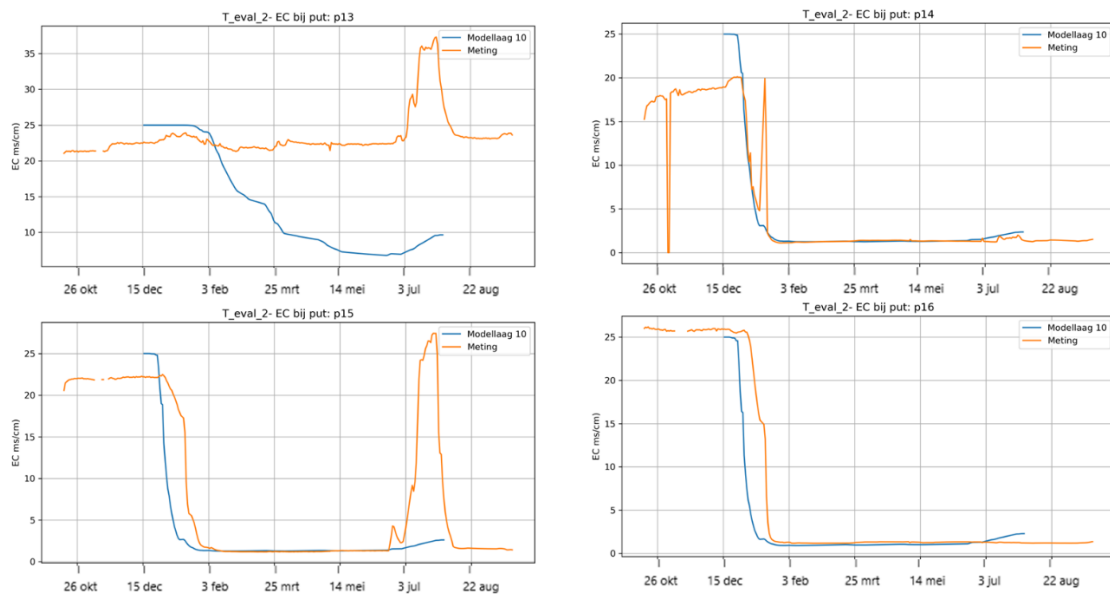 T_eval_2- EC bij put: p13
Modellaag 10
Meting
EC ms/cm)
35
30
25
20
15
10
26 okt
15 dec
3 feb
25 mrt
14 mei
3 jul
22 aug
T_eval_2- EC bij put: p14
Modellaag 10
Meting
EC ms/cm)
25
20
15
10
5
0
26 okt
15 dec
3 feb
25 mrt
14 mei
3 jul
22 aug
T_eval_2- EC bij put: p15
Modellaag 10
Meting
EC ms/cm)
25
20
15
10
5
0
26 okt
15 dec
3 feb
25 mrt
14 mei
3 jul
22 aug
T_eval_2- EC bij put: p16
Modellaag 10
Meting
EC ms/cm)
25
20
15
10
5
0
26 okt
15 dec
3 feb
25 mrt
14 mei
3 jul
22 aug